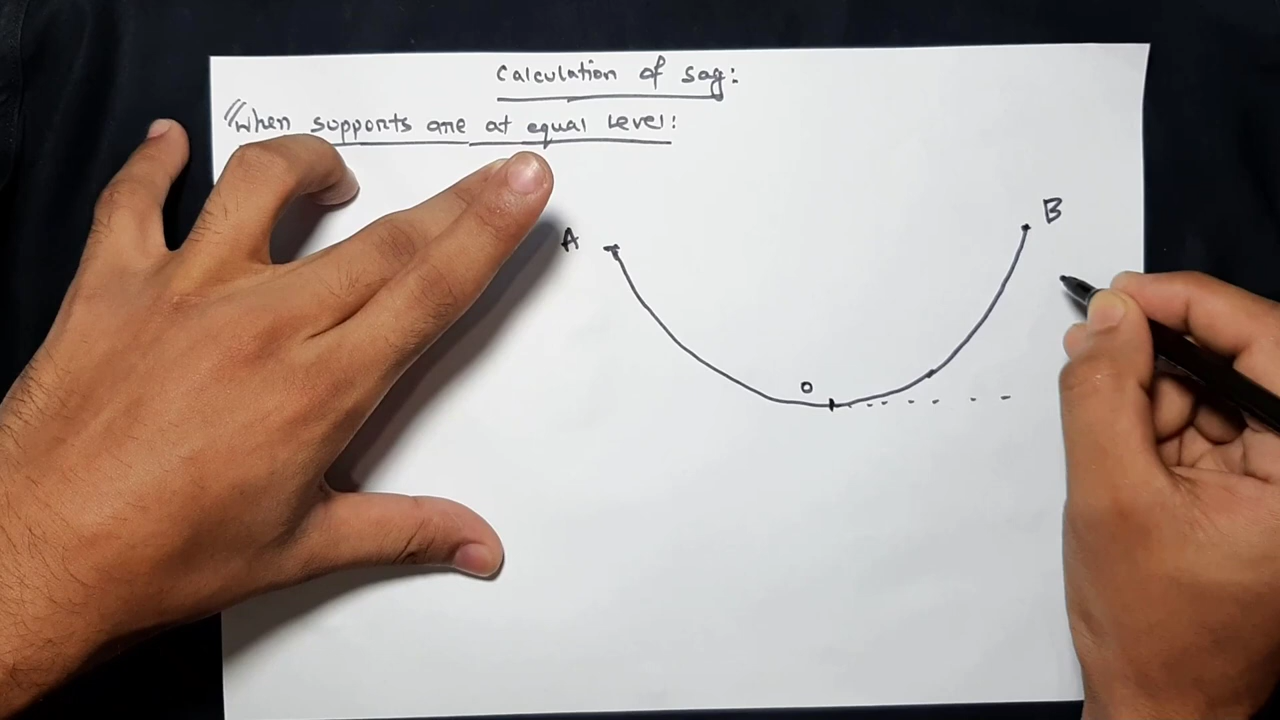 Calculation of sag:
When supports are at equal level:
A
B
O